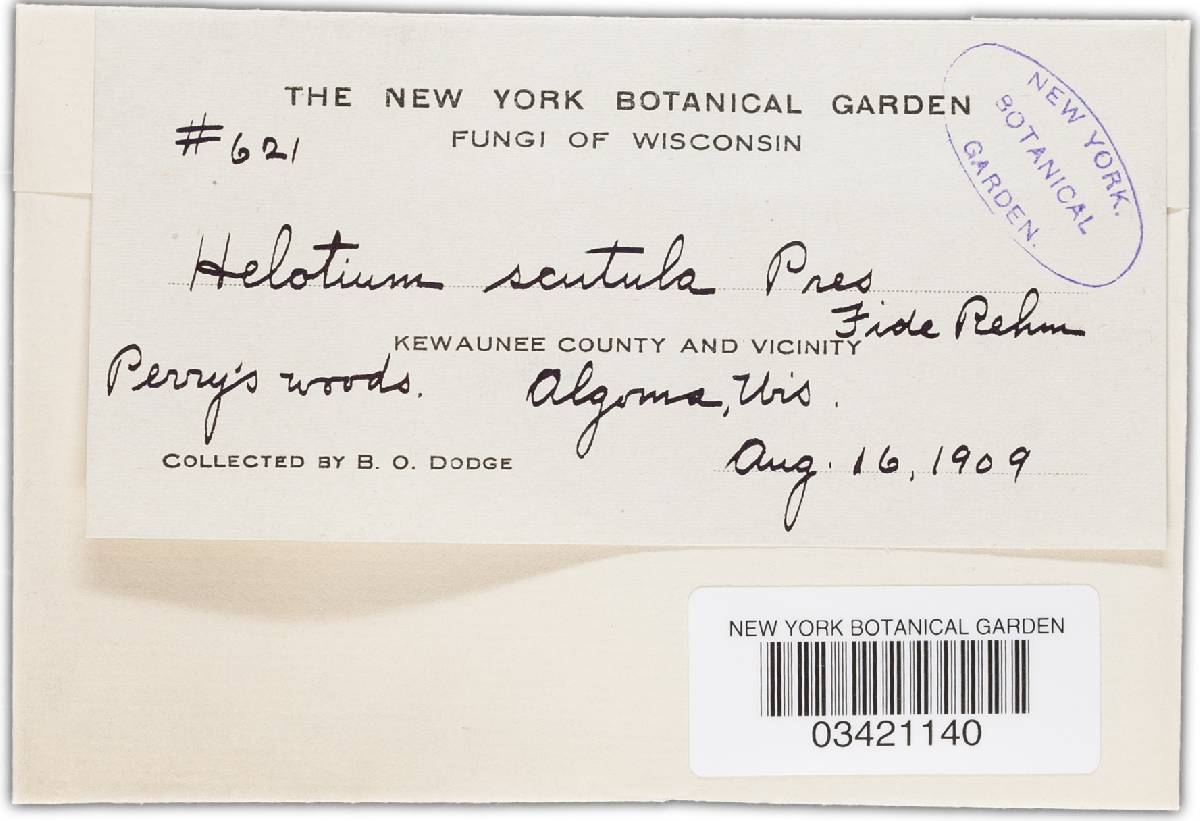 THE NEW YORK BOTANICAL GARDEN
#621
FUNGI OF WISCONSIN
NEW YORK.
BOTANICAL
GARDEN.
Helotium scutula Pres
Fide Rehm
KEWAUNEE COUNTY AND VICINITY
Perry's woods. Algoma, Wis.
COLLECTED BY B. O. DODGE Aug. 16, 1909
NEW YORK BOTANICAL GARDEN
03421140